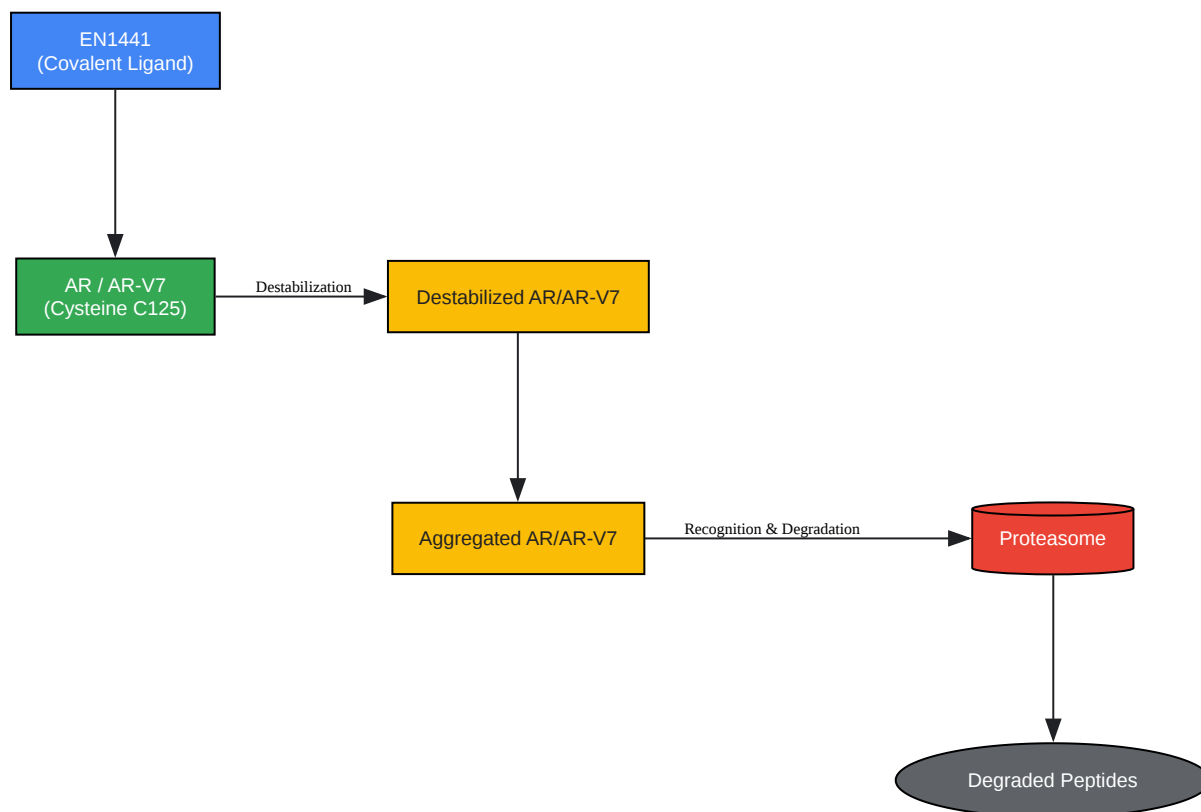 EN1441
(Covalent Ligand)
AR / AR-V7
(Cysteine C125)
Destabilization
Destabilized AR/AR-V7
Aggregated AR/AR-V7
Recognition & Degradation
Proteasome
Degraded Peptides